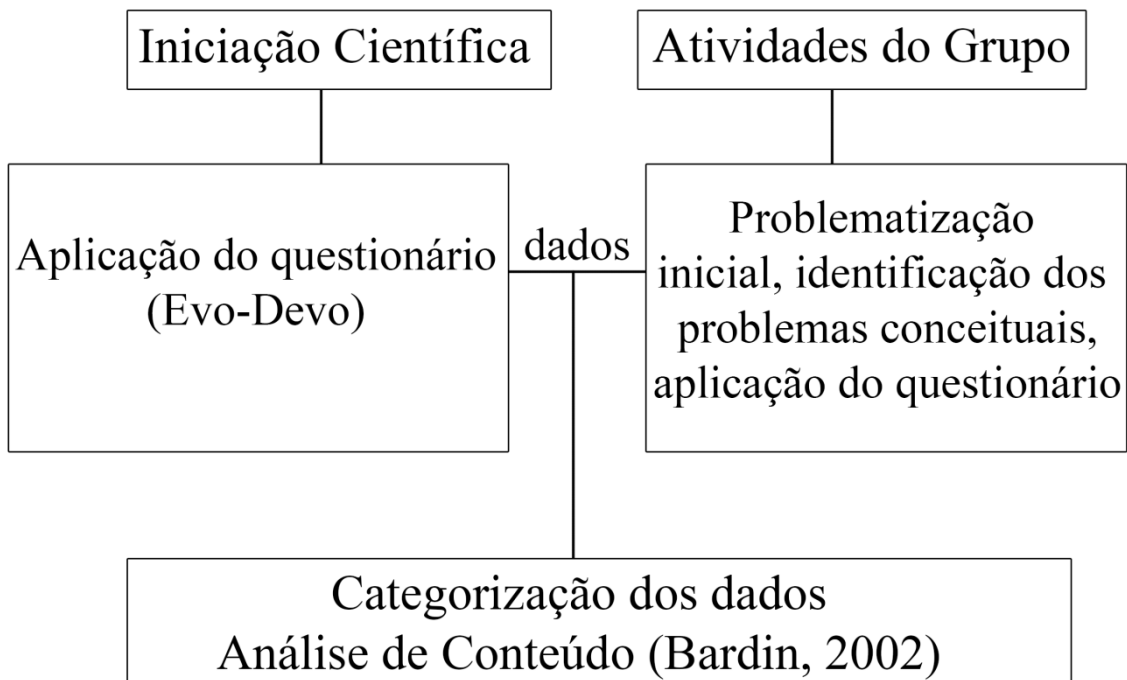 Iniciação Científica
Atividades do Grupo
Aplicação do questionário
(Evo-Devo)
dados
Problematização
inicial, identificação dos
problemas conceituais,
aplicação do questionário
Categorização dos dados
Análise de Conteúdo (Bardin, 2002)